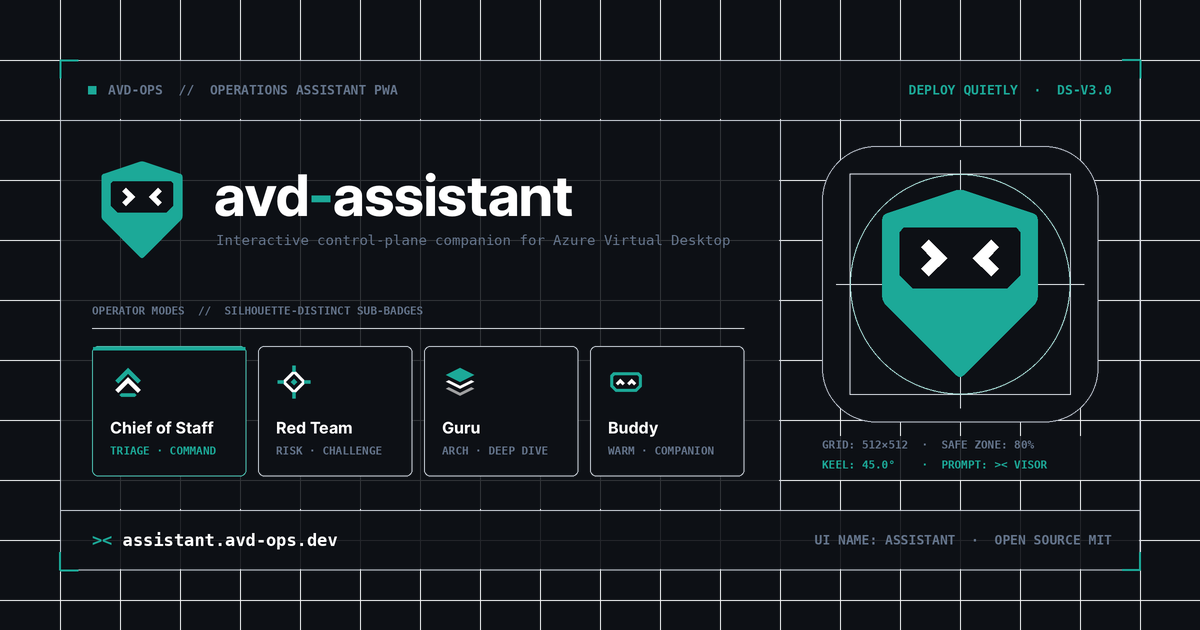 AVD-OPS // OPERATIONS ASSISTANT PWA
DEPLOY QUIETLY · DS-V3.0
avd-assistant
Interactive control-plane companion for Azure Virtual Desktop
OPERATOR MODES // SILHOUETTE-DISTINCT SUB-BADGES
Chief of Staff
TRIAGE · COMMAND
Red Team
RISK · CHALLENGE
Guru
ARCH · DEEP DIVE
Buddy
WARM · COMPANION
GRID: 512×512 · SAFE ZONE: 80%
KEEL: 45.0° · PROMPT: >< VISOR
>< assistant.avd-ops.dev
UI NAME: ASSISTANT · OPEN SOURCE MIT